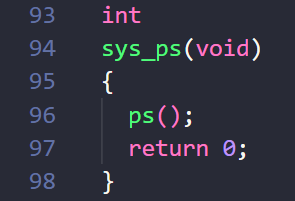 93 int
94 sys_ps(void)
95 {
96   ps();
97   return 0;
98 }